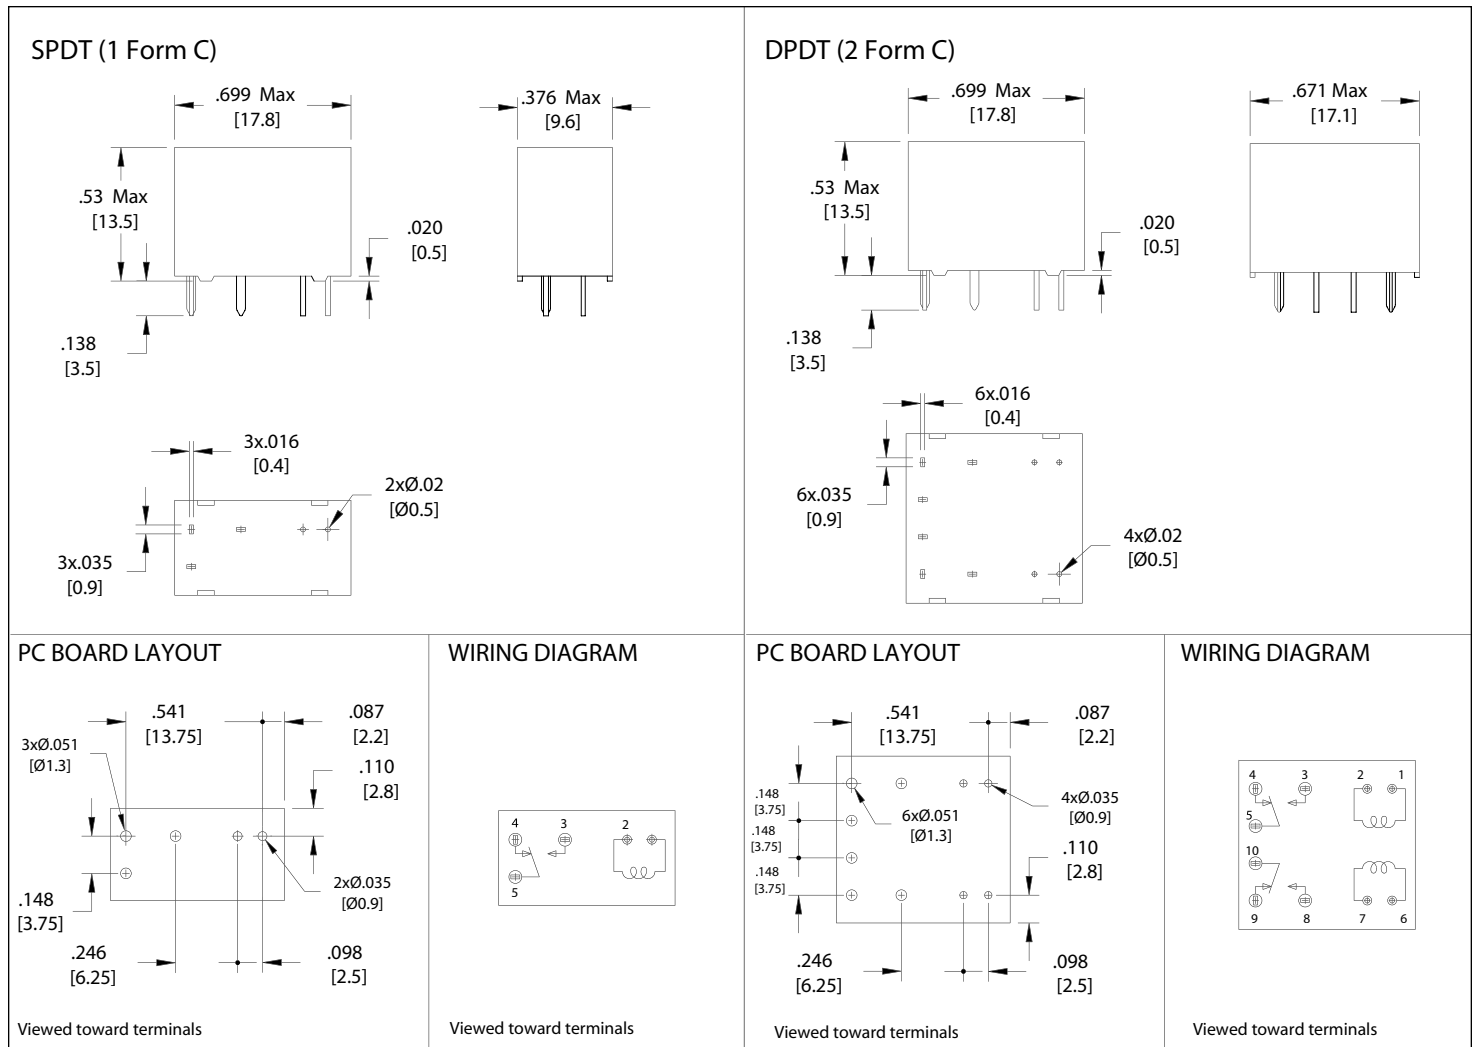 SPDT (1 Form C)
.699 Max
[17.8]
.376 Max
[9.6]
.53 Max
[13.5]
.020
[0.5]
.138
[3.5]
3x.016
[0.4]
2xØ.02
[Ø0.5]
3x.035
[0.9]
DPDT (2 Form C)
.699 Max
[17.8]
.671 Max
[17.1]
.53 Max
[13.5]
.020
[0.5]
.138
[3.5]
6x.016
[0.4]
6x.035
[0.9]
4xØ.02
[Ø0.5]
PC BOARD LAYOUT
.541
[13.75]
.087
[2.2]
3xØ.051
[Ø1.3]
.110
[2.8]
.148
[3.75]
2xØ.035
[Ø0.9]
.246
[6.25]
.098
[2.5]
Viewed toward terminals
WIRING DIAGRAM
4 3 2
5
Viewed toward terminals
PC BOARD LAYOUT
.541
[13.75]
.087
[2.2]
.148
[3.75]
.148
[3.75]
.148
[3.75]
6xØ.051
[Ø1.3]
4xØ.035
[Ø0.9]
.110
[2.8]
.246
[6.25]
.098
[2.5]
Viewed toward terminals
WIRING DIAGRAM
4 3 2 1
5
10
9 8 7 6
Viewed toward terminals